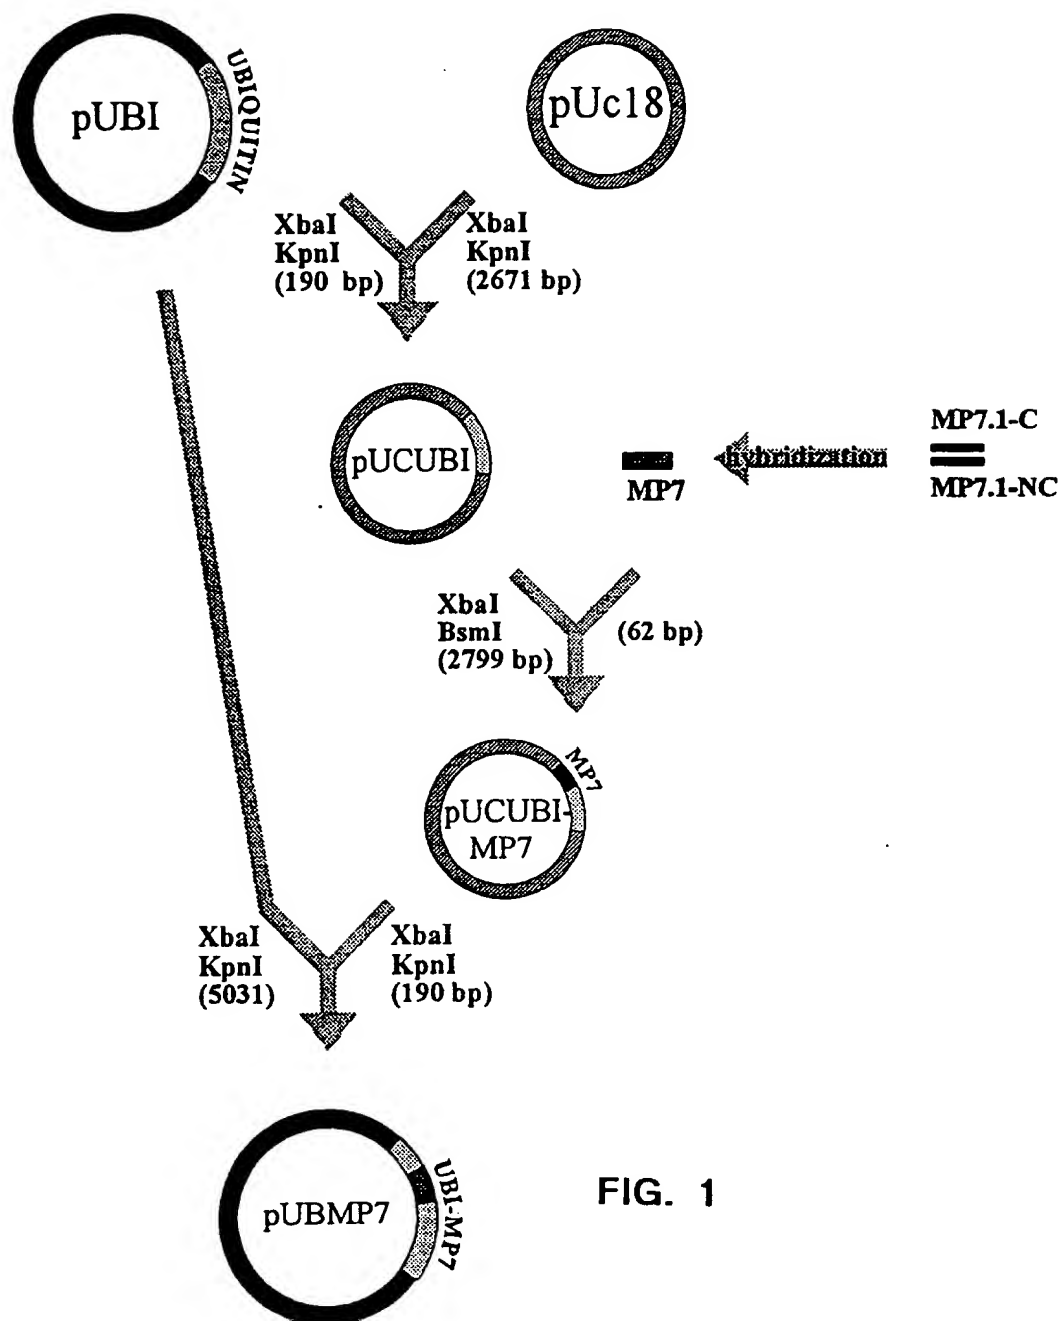 pUBI
UBIQUITIN
pUc18
XbaI
KpnI
(190 bp)
XbaI
KpnI
(2671 bp)
pUCUBI
MP7
hybridization
MP7.1-C
MP7.1-NC
XbaI
BsmI
(2799 bp)
(62 bp)
MP7
pUCUBI-
MP7
XbaI
KpnI
(5031)
XbaI
KpnI
(190 bp)
pUBMP7
UBI-MP7
FIG. 1